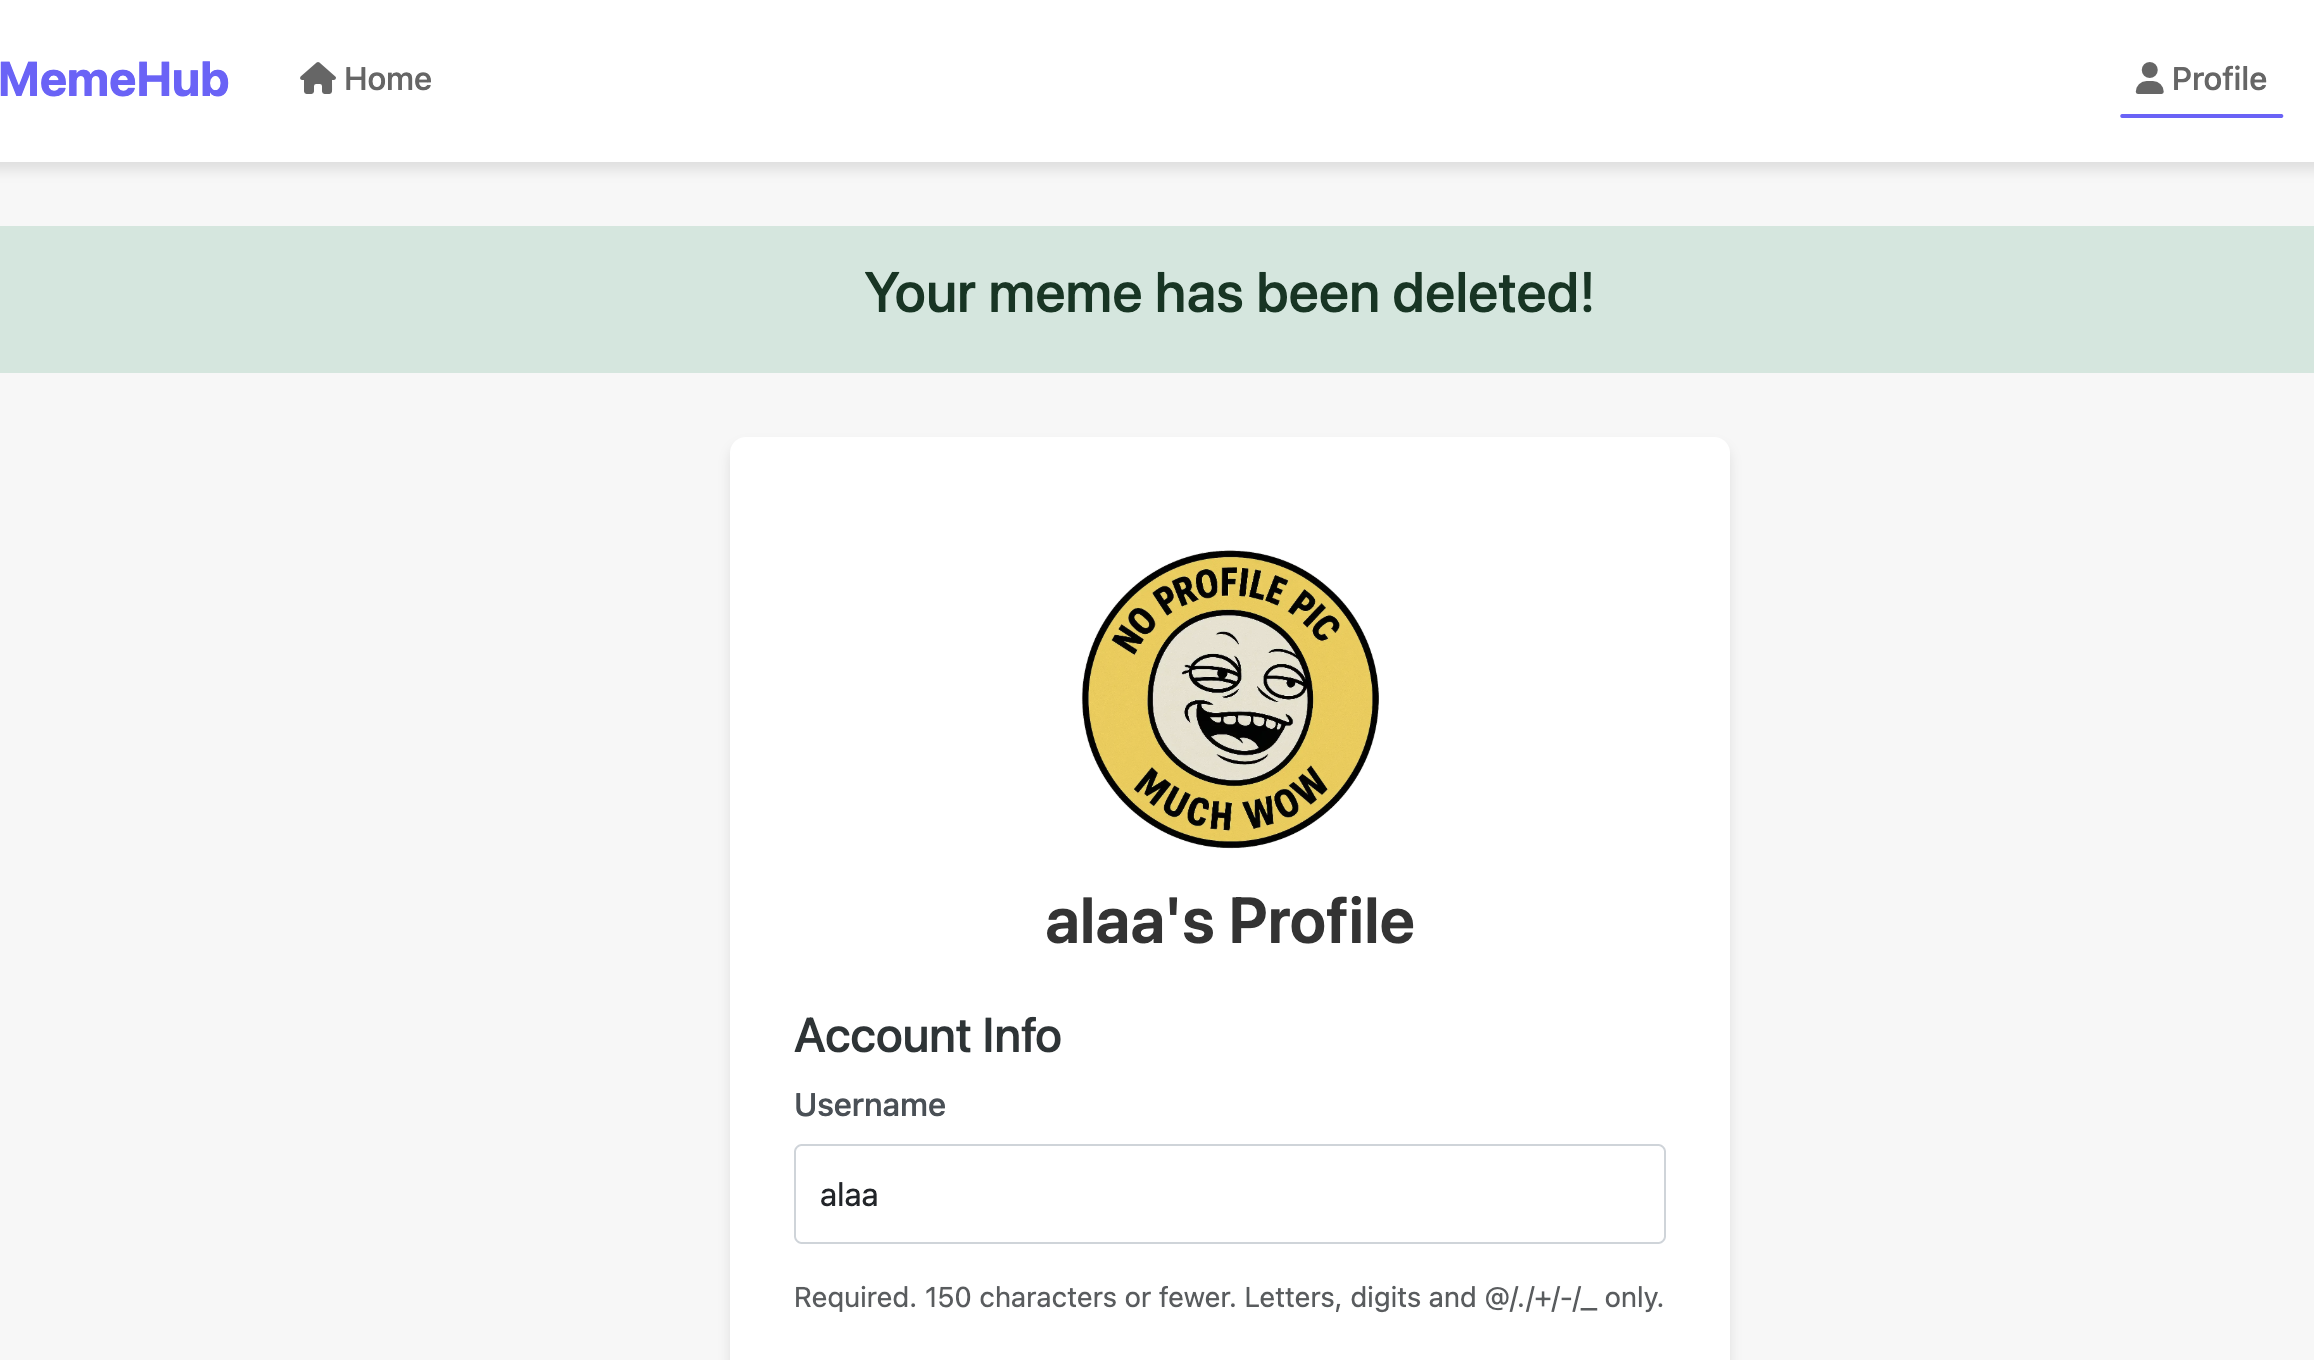 MemeHub
Home
Profile
Your meme has been deleted!
NO PROFILE PIC
MUCH WOW
alaa's Profile
Account Info
Username
alaa
Required. 150 characters or fewer. Letters, digits and @/./+/-/_ only.